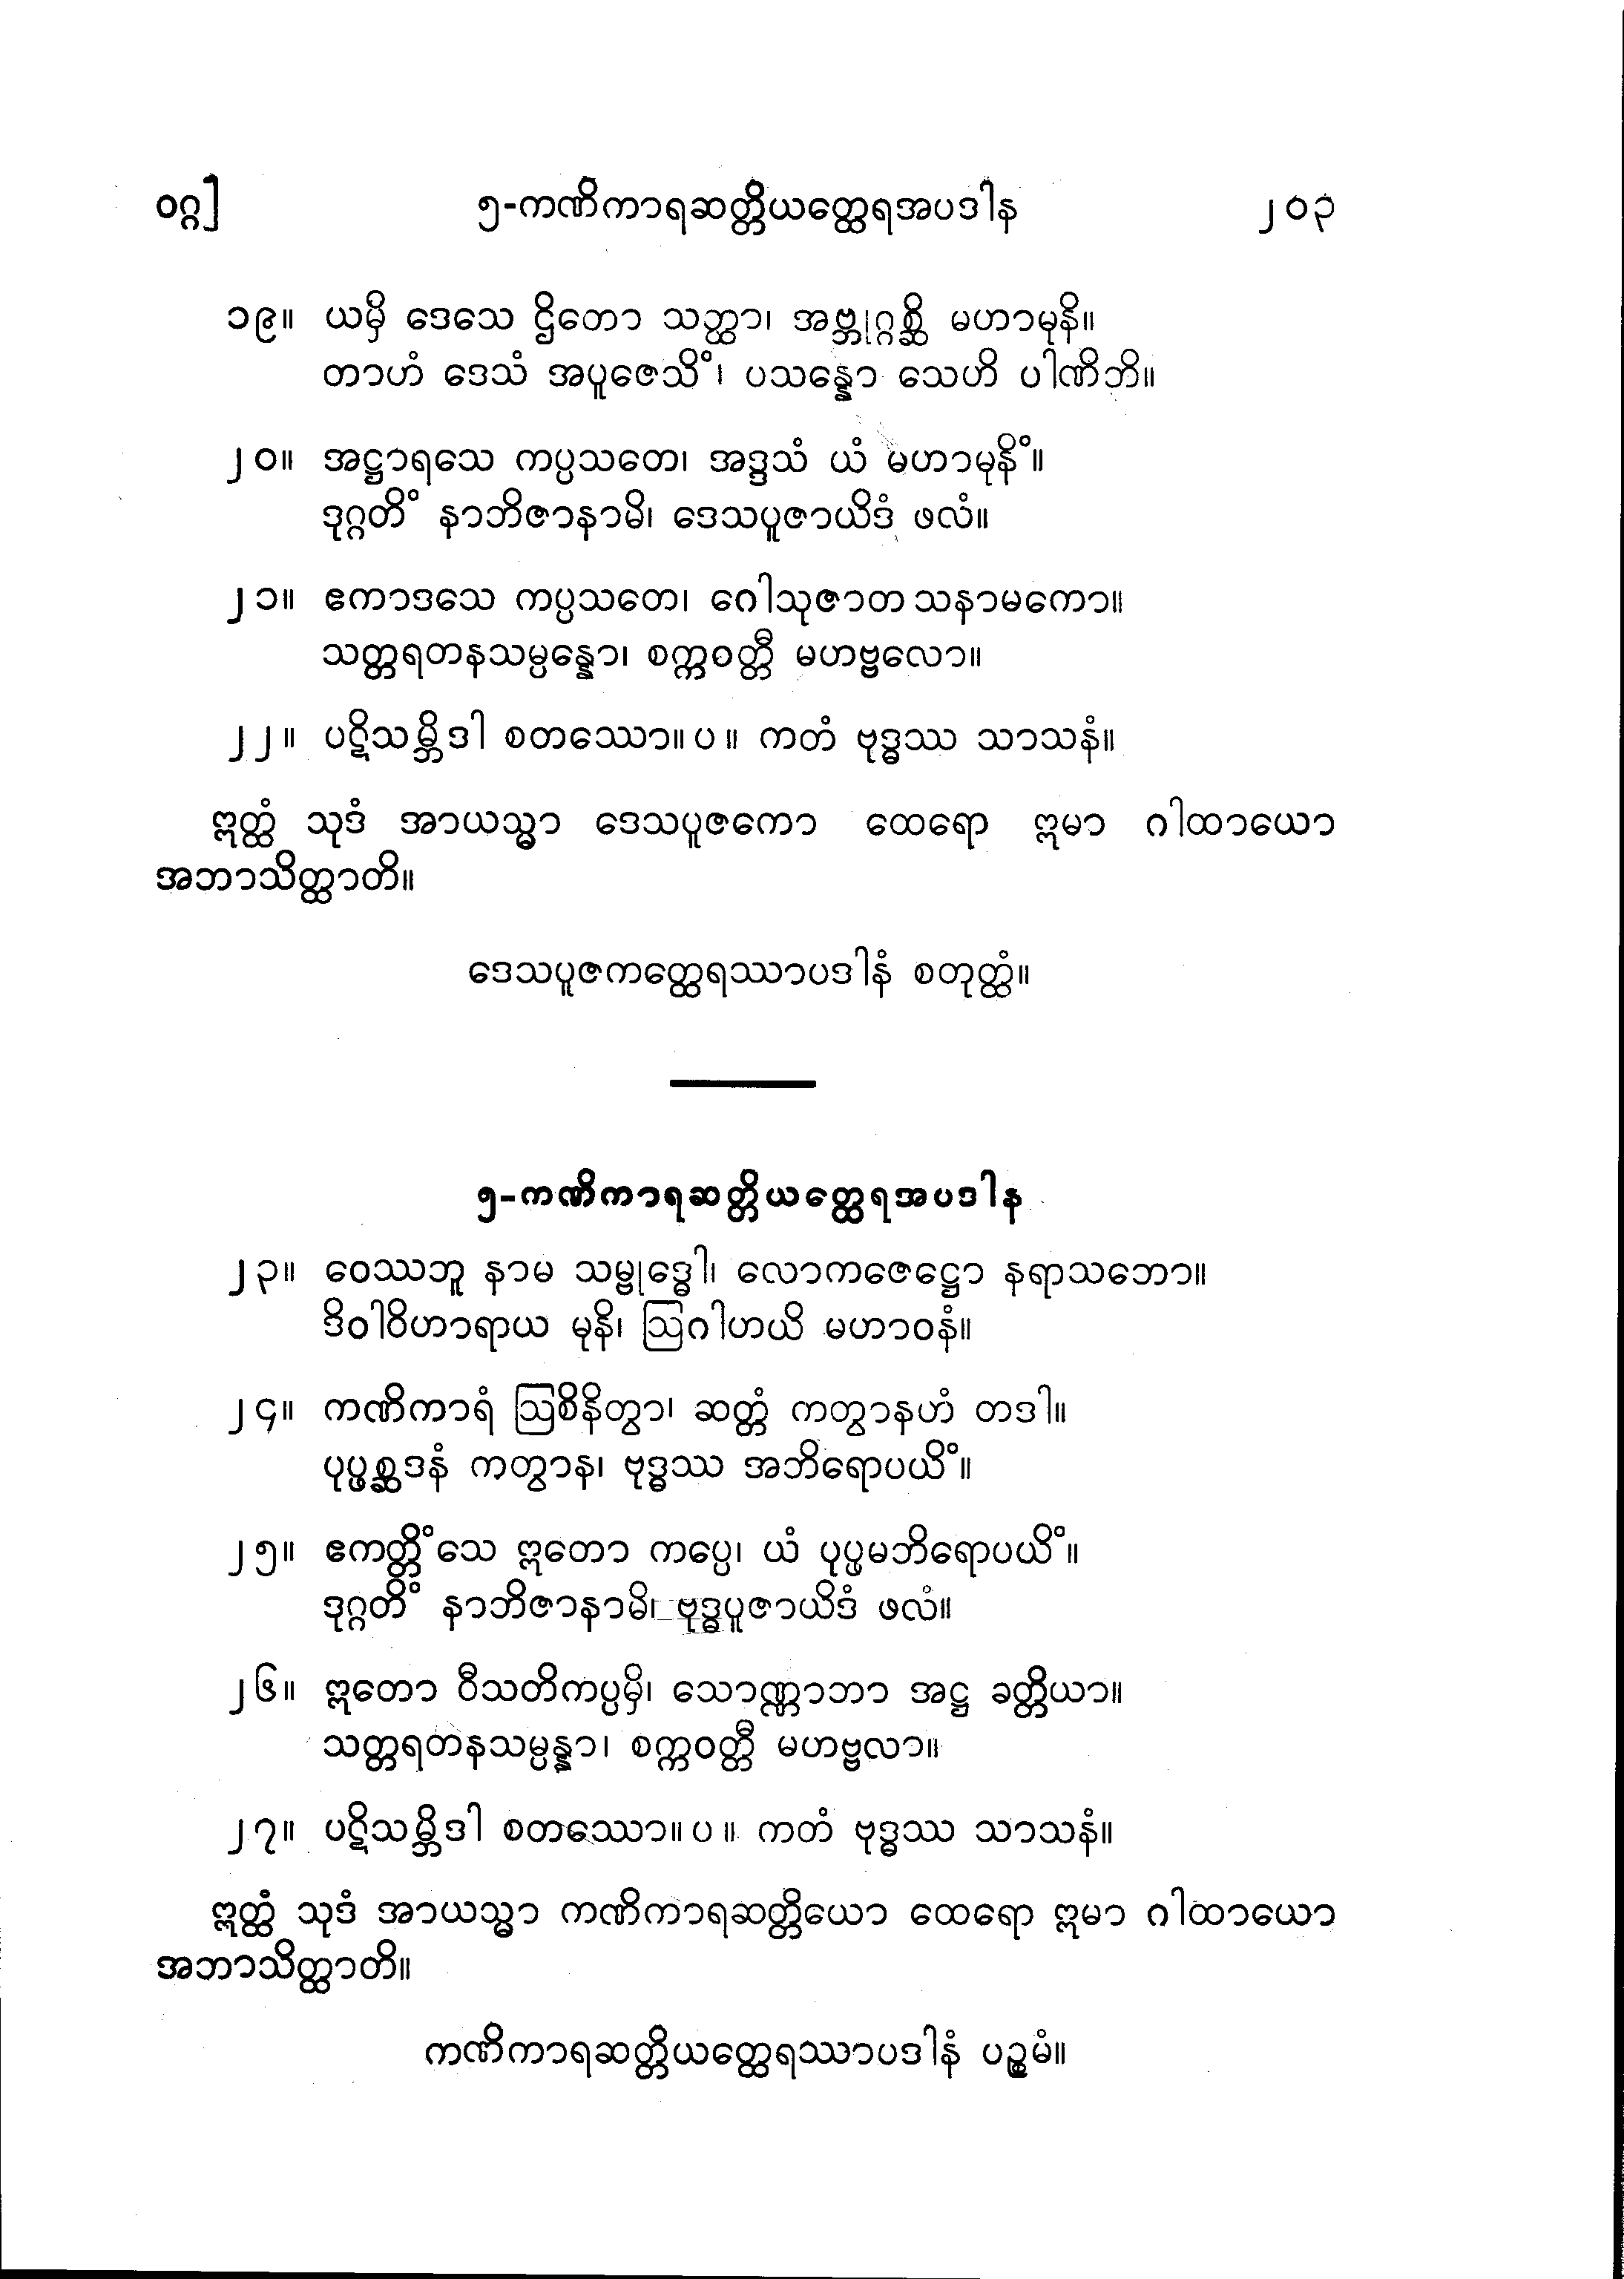 ဝဂ္ဂ] ၅-ကဏိကာရဆတ္တိယတ္ထေရအပဒါန ၂၀၃
၁၉။ ယမှိ ဒေသေ ဌိတော သတ္ထာ၊ အဗ္ဘုဂ္ဂစ္ဆိ မဟာမုနိ။
တာဟံ ဒေသံ အပူဇေသိံ၊ ပသန္နော သေဟိ ပါဏိဘိ။
၂၀။ အဋ္ဌာရသေ ကပ္ပသတေ၊ အဒ္ဒသံ ယံ မဟာမုနိံ။
ဒုဂ္ဂတိံ နာဘိဇာနာမိ၊ ဒေသပူဇာယိဒံ ဖလံ။
၂၁။ ဧကာဒသေ ကပ္ပသတေ၊ ဂေါသုဇာတ သနာမကော။
သတ္တရတနသမ္ပန္နော၊ စက္ကဝတ္တီ မဟဗ္ဗလော။
၂၂။ ပဋိသမ္ဘိဒါ စတဿော။ပ။ ကတံ ဗုဒ္ဓဿ သာသနံ။
ဣတ္ထံ သုဒံ အာယသ္မာ ဒေသပူဇကော ထေရော ဣမာ ဂါထာယော
အဘာသိတ္ထာတိ။
ဒေသပူဇကတ္ထေရဿာပဒါနံ စတုတ္ထံ။
၅-ကဏိကာရဆတ္တိယတ္ထေရအပဒါန
၂၃။ ဝေဿဘူ နာမ သမ္ဗုဒ္ဓေါ၊ လောကဇေဋ္ဌော နရာသဘော။
ဒိဝါဝိဟာရာယ မုနိ၊ ဩဂါဟယိ မဟာဝနံ။
၂၄။ ကဏိကာရံ ဩစိနိတွာ၊ ဆတ္တံ ကတွာနဟံ တဒါ။
ပုပ္ဖစ္ဆဒနံ ကတွာန၊ ဗုဒ္ဓဿ အဘိရောပယိံ။
၂၅။ ဧကတ္တိံသေ ဣတော ကပ္ပေ၊ ယံ ပုပ္ဖမဘိရောပယိံ။
ဒုဂ္ဂတိံ နာဘိဇာနာမိ၊ ဗုဒ္ဓပူဇာယိဒံ ဖလံ။
၂၆။ ဣတော ဝီသတိကပ္ပမှိ၊ သောဏ္ဏာဘာ အဋ္ဌ ခတ္တိယာ။
သတ္တရတနသမ္ပန္နာ၊ စက္ကဝတ္တီ မဟဗ္ဗလာ။
၂၇။ ပဋိသမ္ဘိဒါ စတဿော။ပ။ ကတံ ဗုဒ္ဓဿ သာသနံ။
ဣတ္ထံ သုဒံ အာယသ္မာ ကဏိကာရဆတ္တိယော ထေရော ဣမာ ဂါထာယော
အဘာသိတ္ထာတိ။
ကဏိကာရဆတ္တိယတ္ထေရဿာပဒါနံ ပဉ္စမံ။